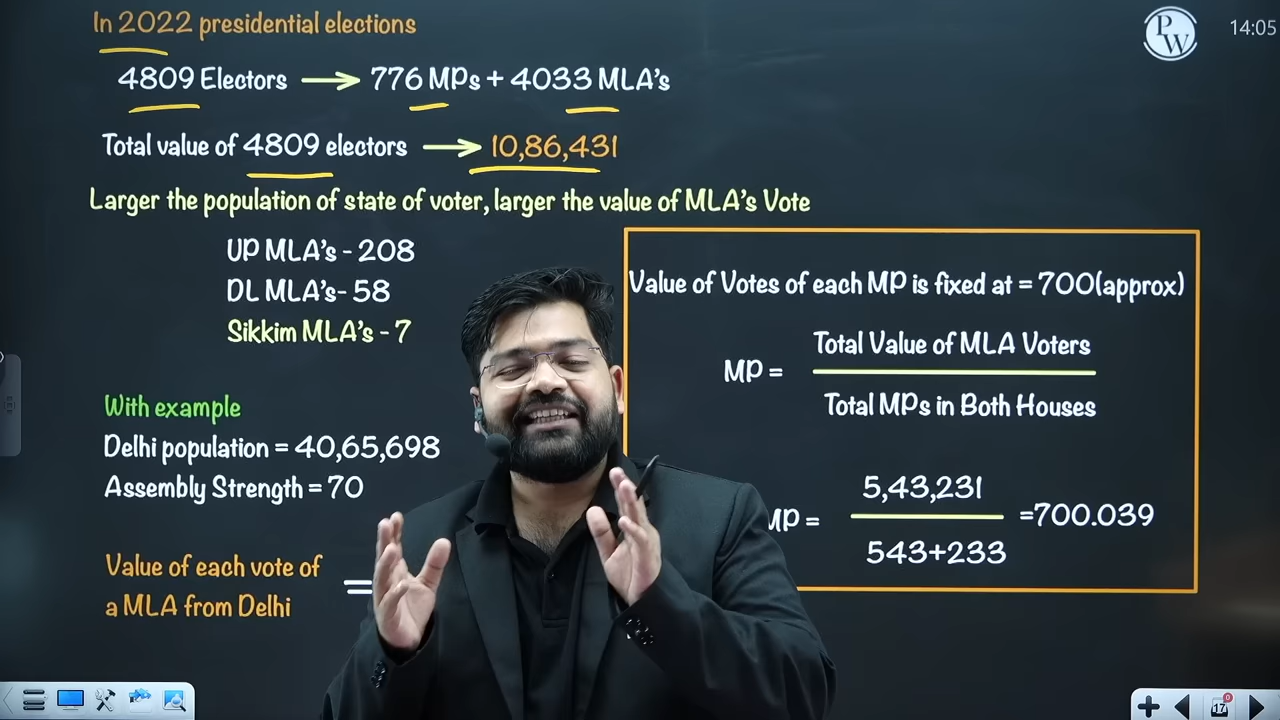 In 2022 presidential elections
PW
14:05
4809 Electors → 776 MPs + 4033 MLA's
Total value of 4809 electors → 10,86,431
Larger the population of state of voter, larger the value of MLA's Vote
UP MLA's - 208
DL MLA's- 58
Sikkim MLA's - 7
With example
Delhi population = 40,65,698
Assembly Strength = 70
Value of each vote of
a MLA from Delhi =
Value of Votes of each MP is fixed at = 700(approx)
MP =
Total Value of MLA Voters
Total MPs in Both Houses
MP =
5,43,231
543+233
=700.039
17
0